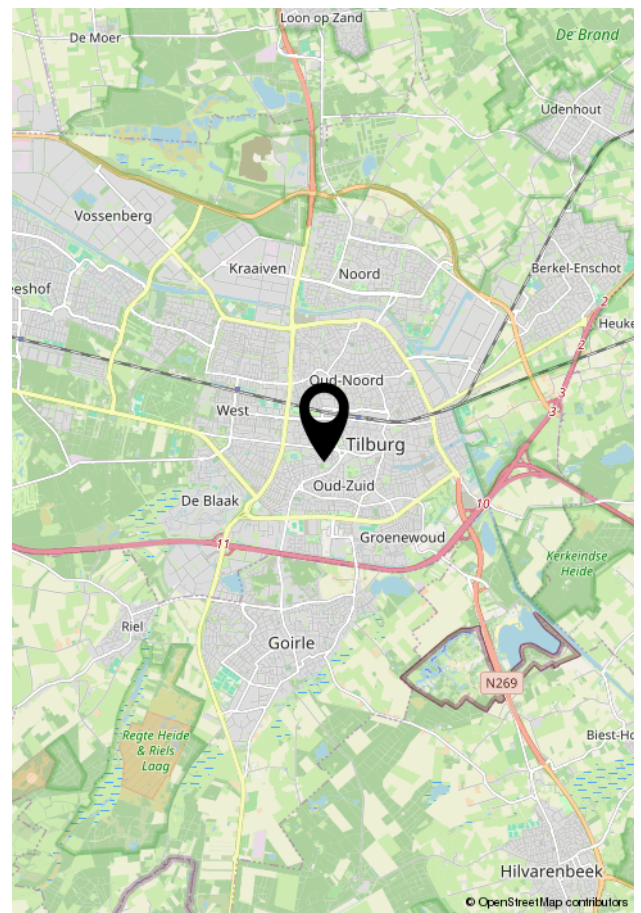 Loon op Zand
De Moer
De Brand
Udenhout
Vossenberg
Kraaiven
Noord
Berkel-Enschot
eeshof
2
Heuke
2
3
3
Oud-Noord
West
Tilburg
Oud-Zuid
De Blaak
10
11
Groenewoud
Kerkeindse
Heide
Riel
Goirle
N269
Regte Heide
& Riels
Laag
Biest-Ho
Hilvarenbeek
© OpenStreetMap contributors